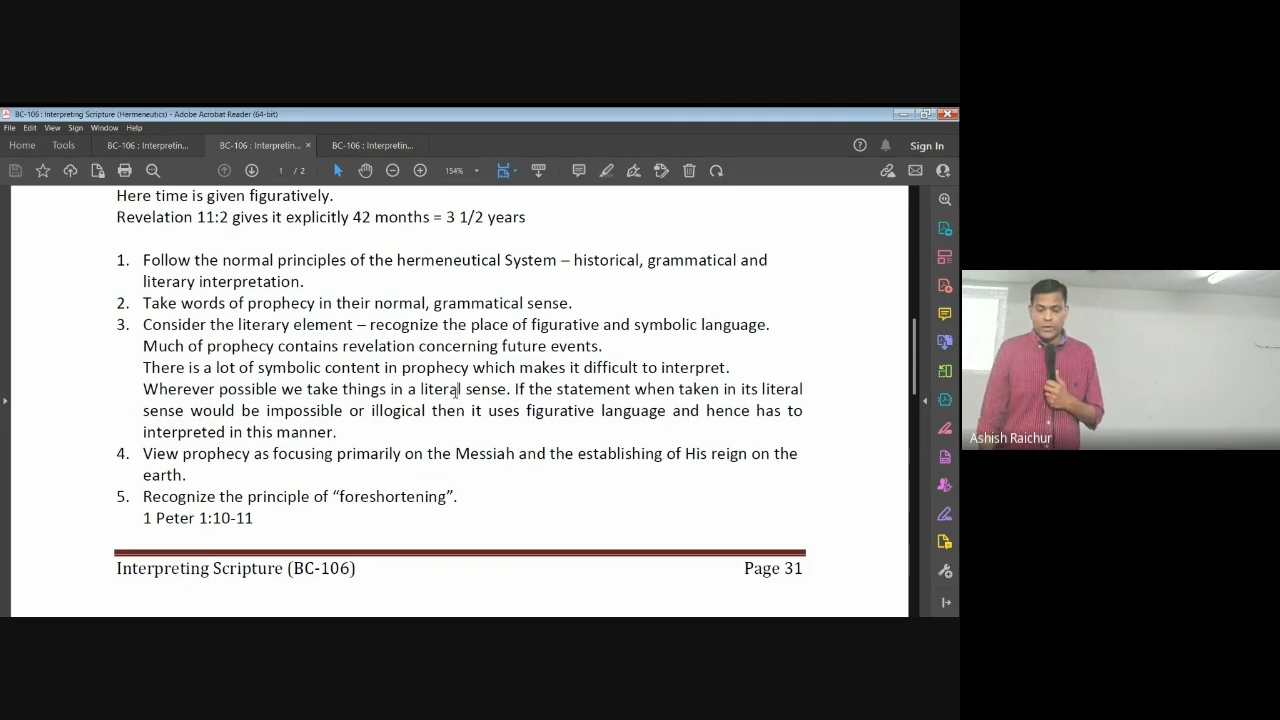 BC-106 : Interpreting Scripture (Hermeneutics) - Adobe Acrobat Reader (64-bit)
File Edit View Sign Window Help
Home Tools BC-106 : Interpretin... BC-106 : Interpretin... × BC-106 : Interpretin... Sign In
1 / 2 154%
Here time is given figuratively.
Revelation 11:2 gives it explicitly 42 months = 3 1/2 years
1. Follow the normal principles of the hermeneutical System – historical, grammatical and
literary interpretation.
2. Take words of prophecy in their normal, grammatical sense.
3. Consider the literary element – recognize the place of figurative and symbolic language.
Much of prophecy contains revelation concerning future events.
There is a lot of symbolic content in prophecy which makes it difficult to interpret.
Wherever possible we take things in a literal sense. If the statement when taken in its literal
sense would be impossible or illogical then it uses figurative language and hence has to
interpreted in this manner.
4. View prophecy as focusing primarily on the Messiah and the establishing of His reign on the
earth.
5. Recognize the principle of “foreshortening”.
1 Peter 1:10-11
Interpreting Scripture (BC-106) Page 31
Ashish Raichur